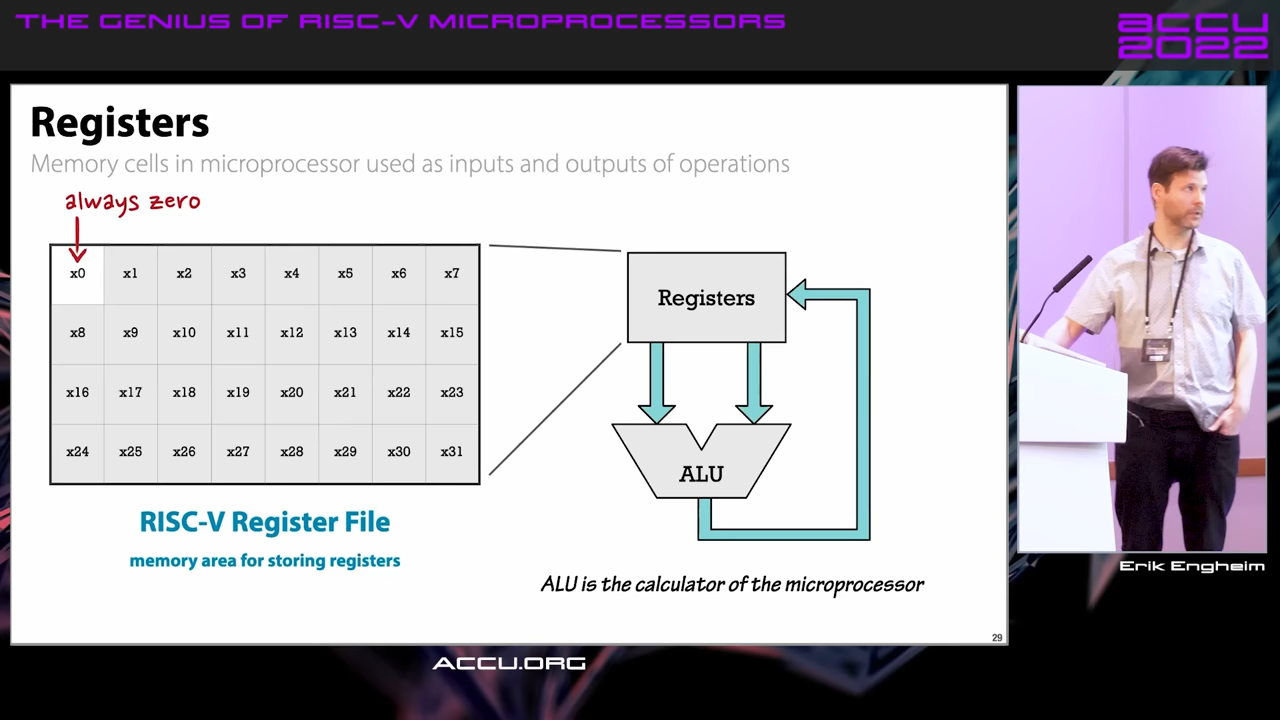 THE GENIUS OF RISC-V MICROPROCESSORS
ACCU
2022
Registers
Memory cells in microprocessor used as inputs and outputs of operations
always zero
x0 x1 x2 x3 x4 x5 x6 x7
x8 x9 x10 x11 x12 x13 x14 x15
x16 x17 x18 x19 x20 x21 x22 x23
x24 x25 x26 x27 x28 x29 x30 x31
RISC-V Register File
memory area for storing registers
Registers
ALU
ALU is the calculator of the microprocessor
29
Erik Engheim
ACCU.ORG